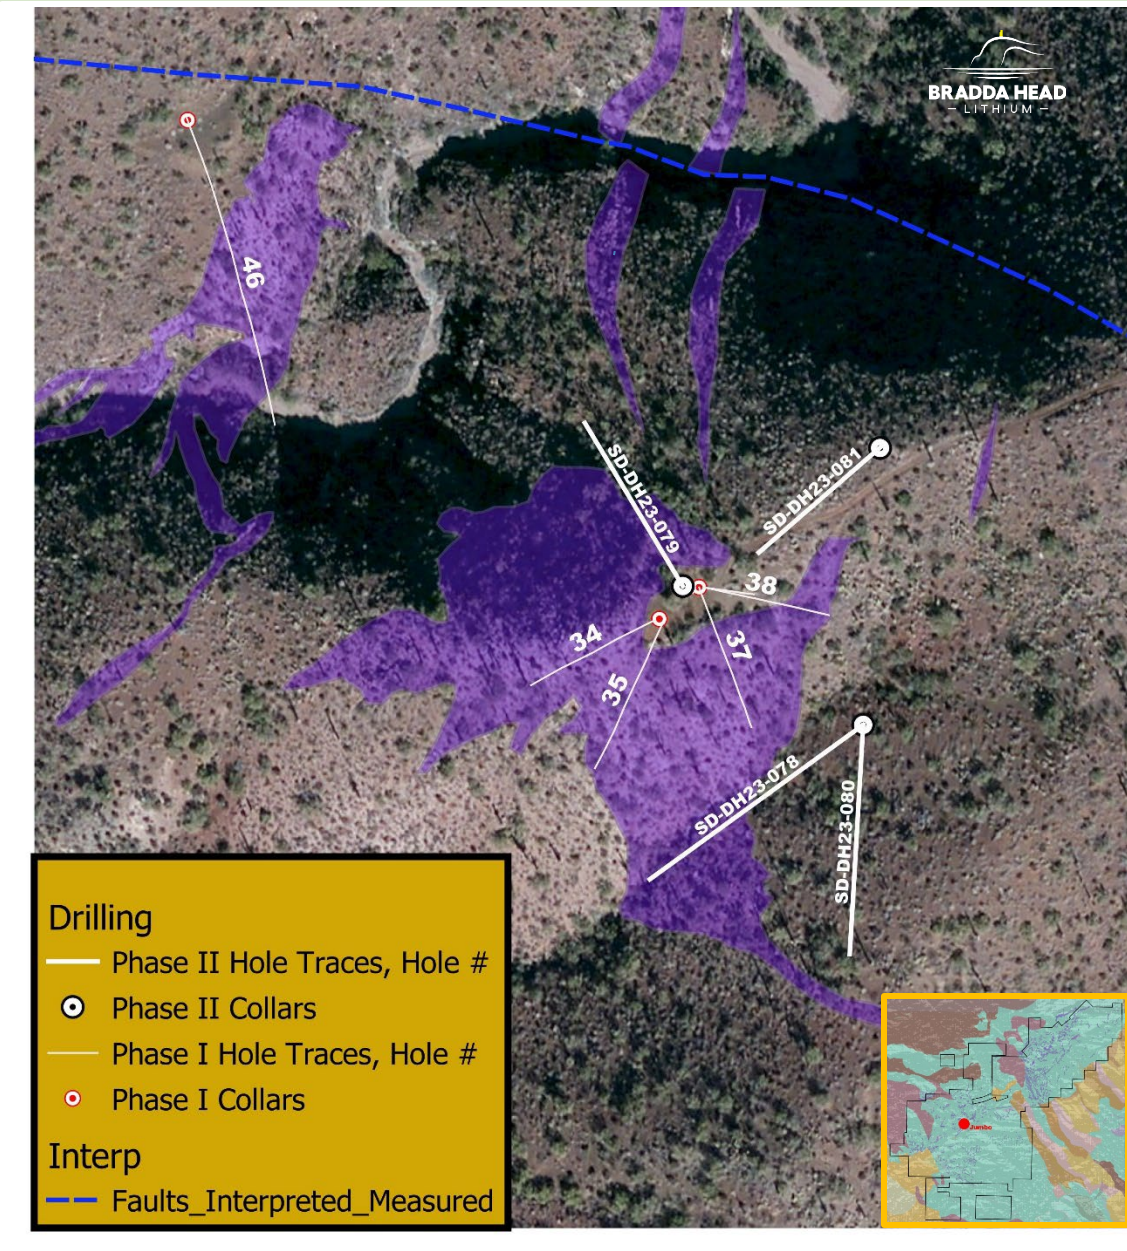 BRADDA HEAD
– LITHIUM –
46
SD-DH23-079
SD-DH23-081
38
34
37
35
SD-DH23-078
SD-DH23-080
Drilling
Phase II Hole Traces, Hole #
Phase II Collars
Phase I Hole Traces, Hole #
Phase I Collars
Interp
Faults_Interpreted_Measured
Jumbo